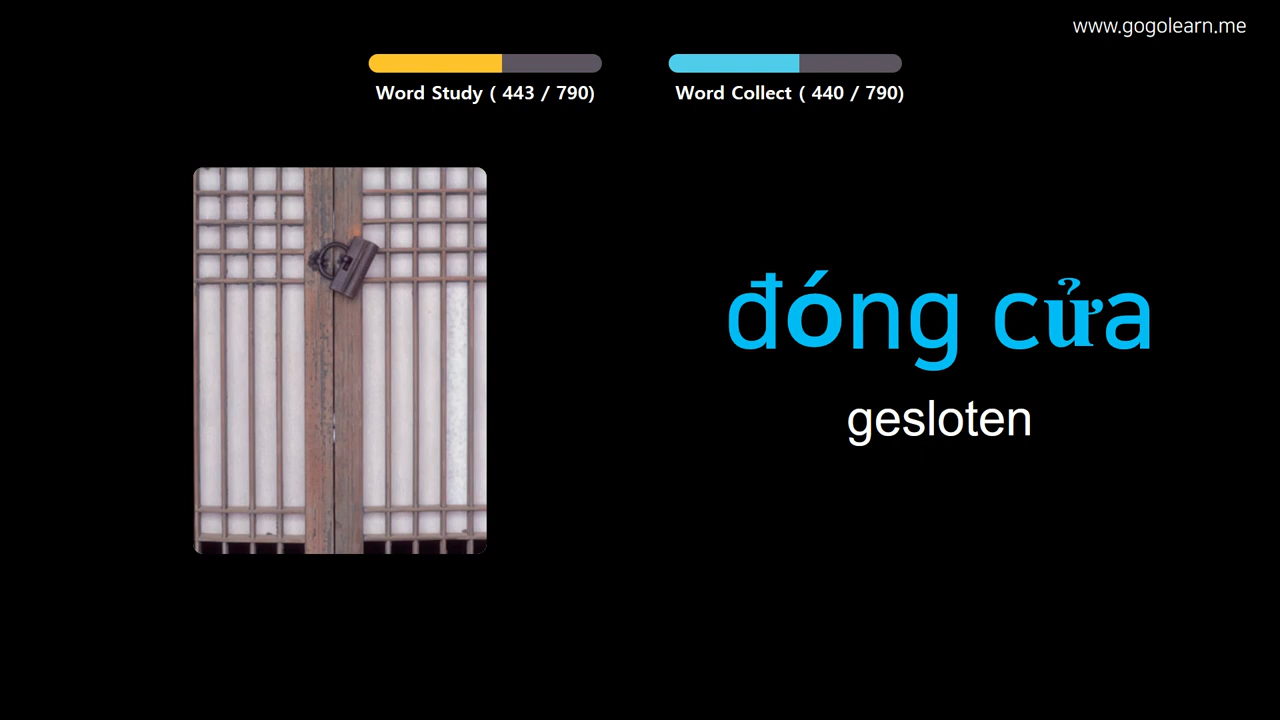 www.gogolearn.me
Word Study ( 443 / 790)
Word Collect ( 440 / 790)
đóng cửa
gesloten